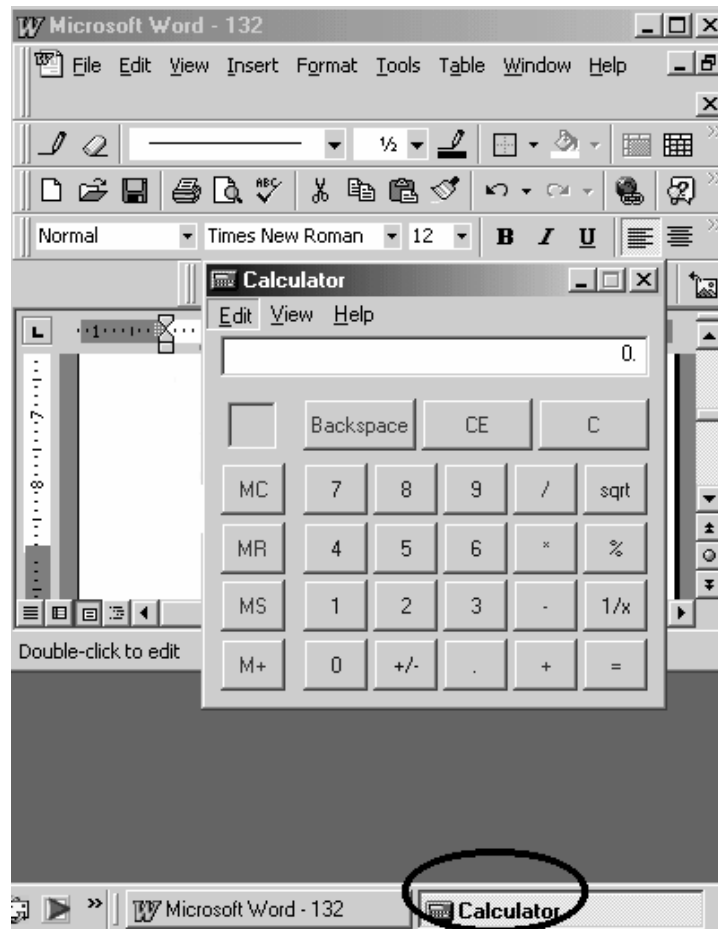 Microsoft Word - 132
File Edit View Insert Format Tools Table Window Help
½
ABC
Normal Times New Roman 12 B I U
Calculator
Edit View Help
L 1
0.
Backspace CE C
7
MC 7 8 9 / sqrt
8
MR 4 5 6 * %
MS 1 2 3 - 1/x
M+ 0 +/- . + =
Double-click to edit
Microsoft Word - 132 Calculator